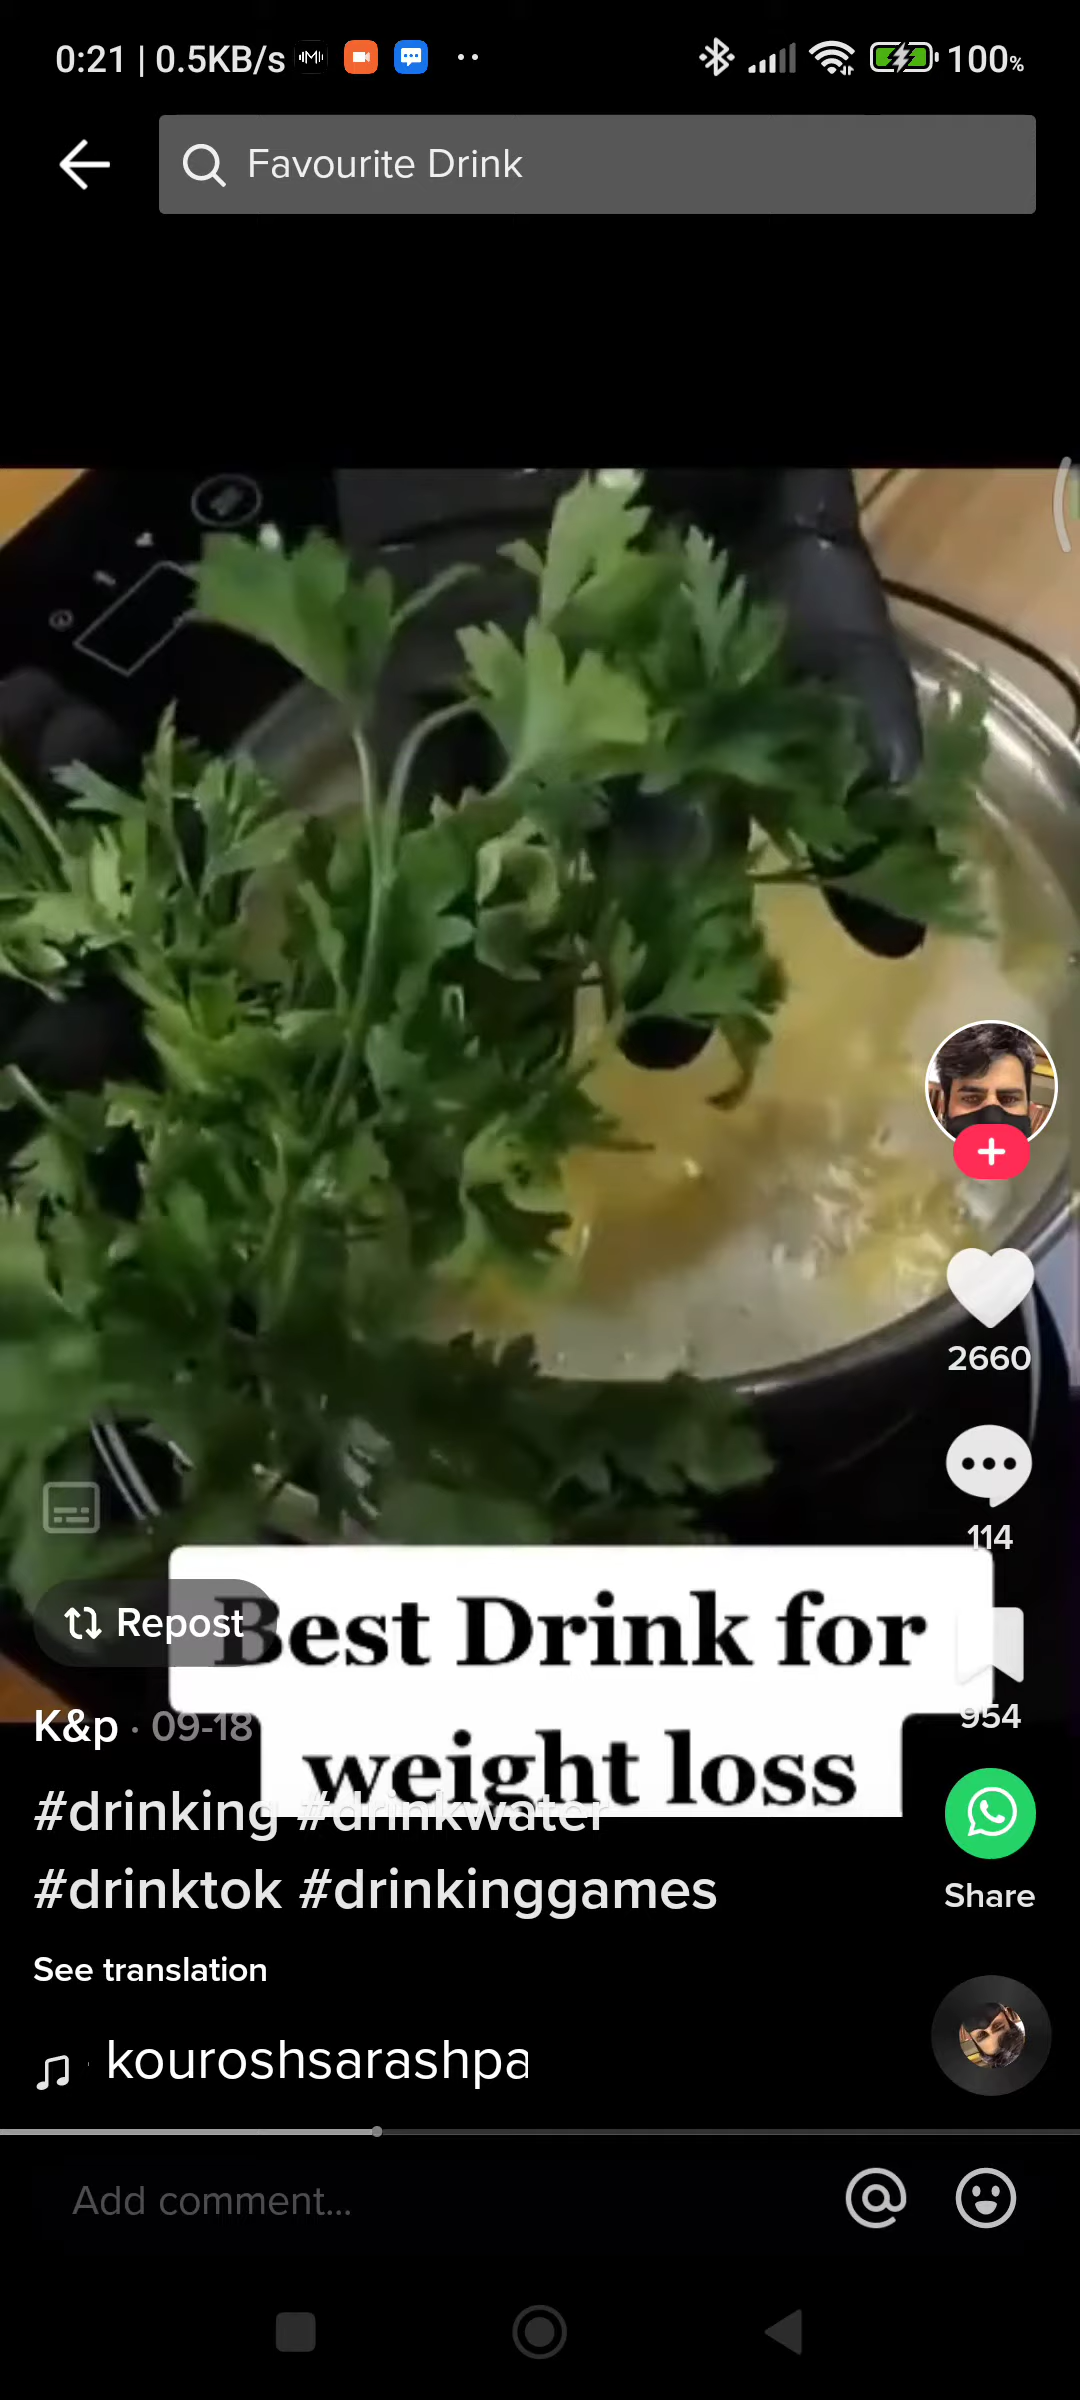 0:21 | 0.5KB/s
100%
Favourite Drink
2660
114
Best Drink for
Repost
954
K&p · 09-18
weight loss
#drinking #drinkwater
#drinktok #drinkinggames
Share
See translation
kouroshsarashpa
Add comment...